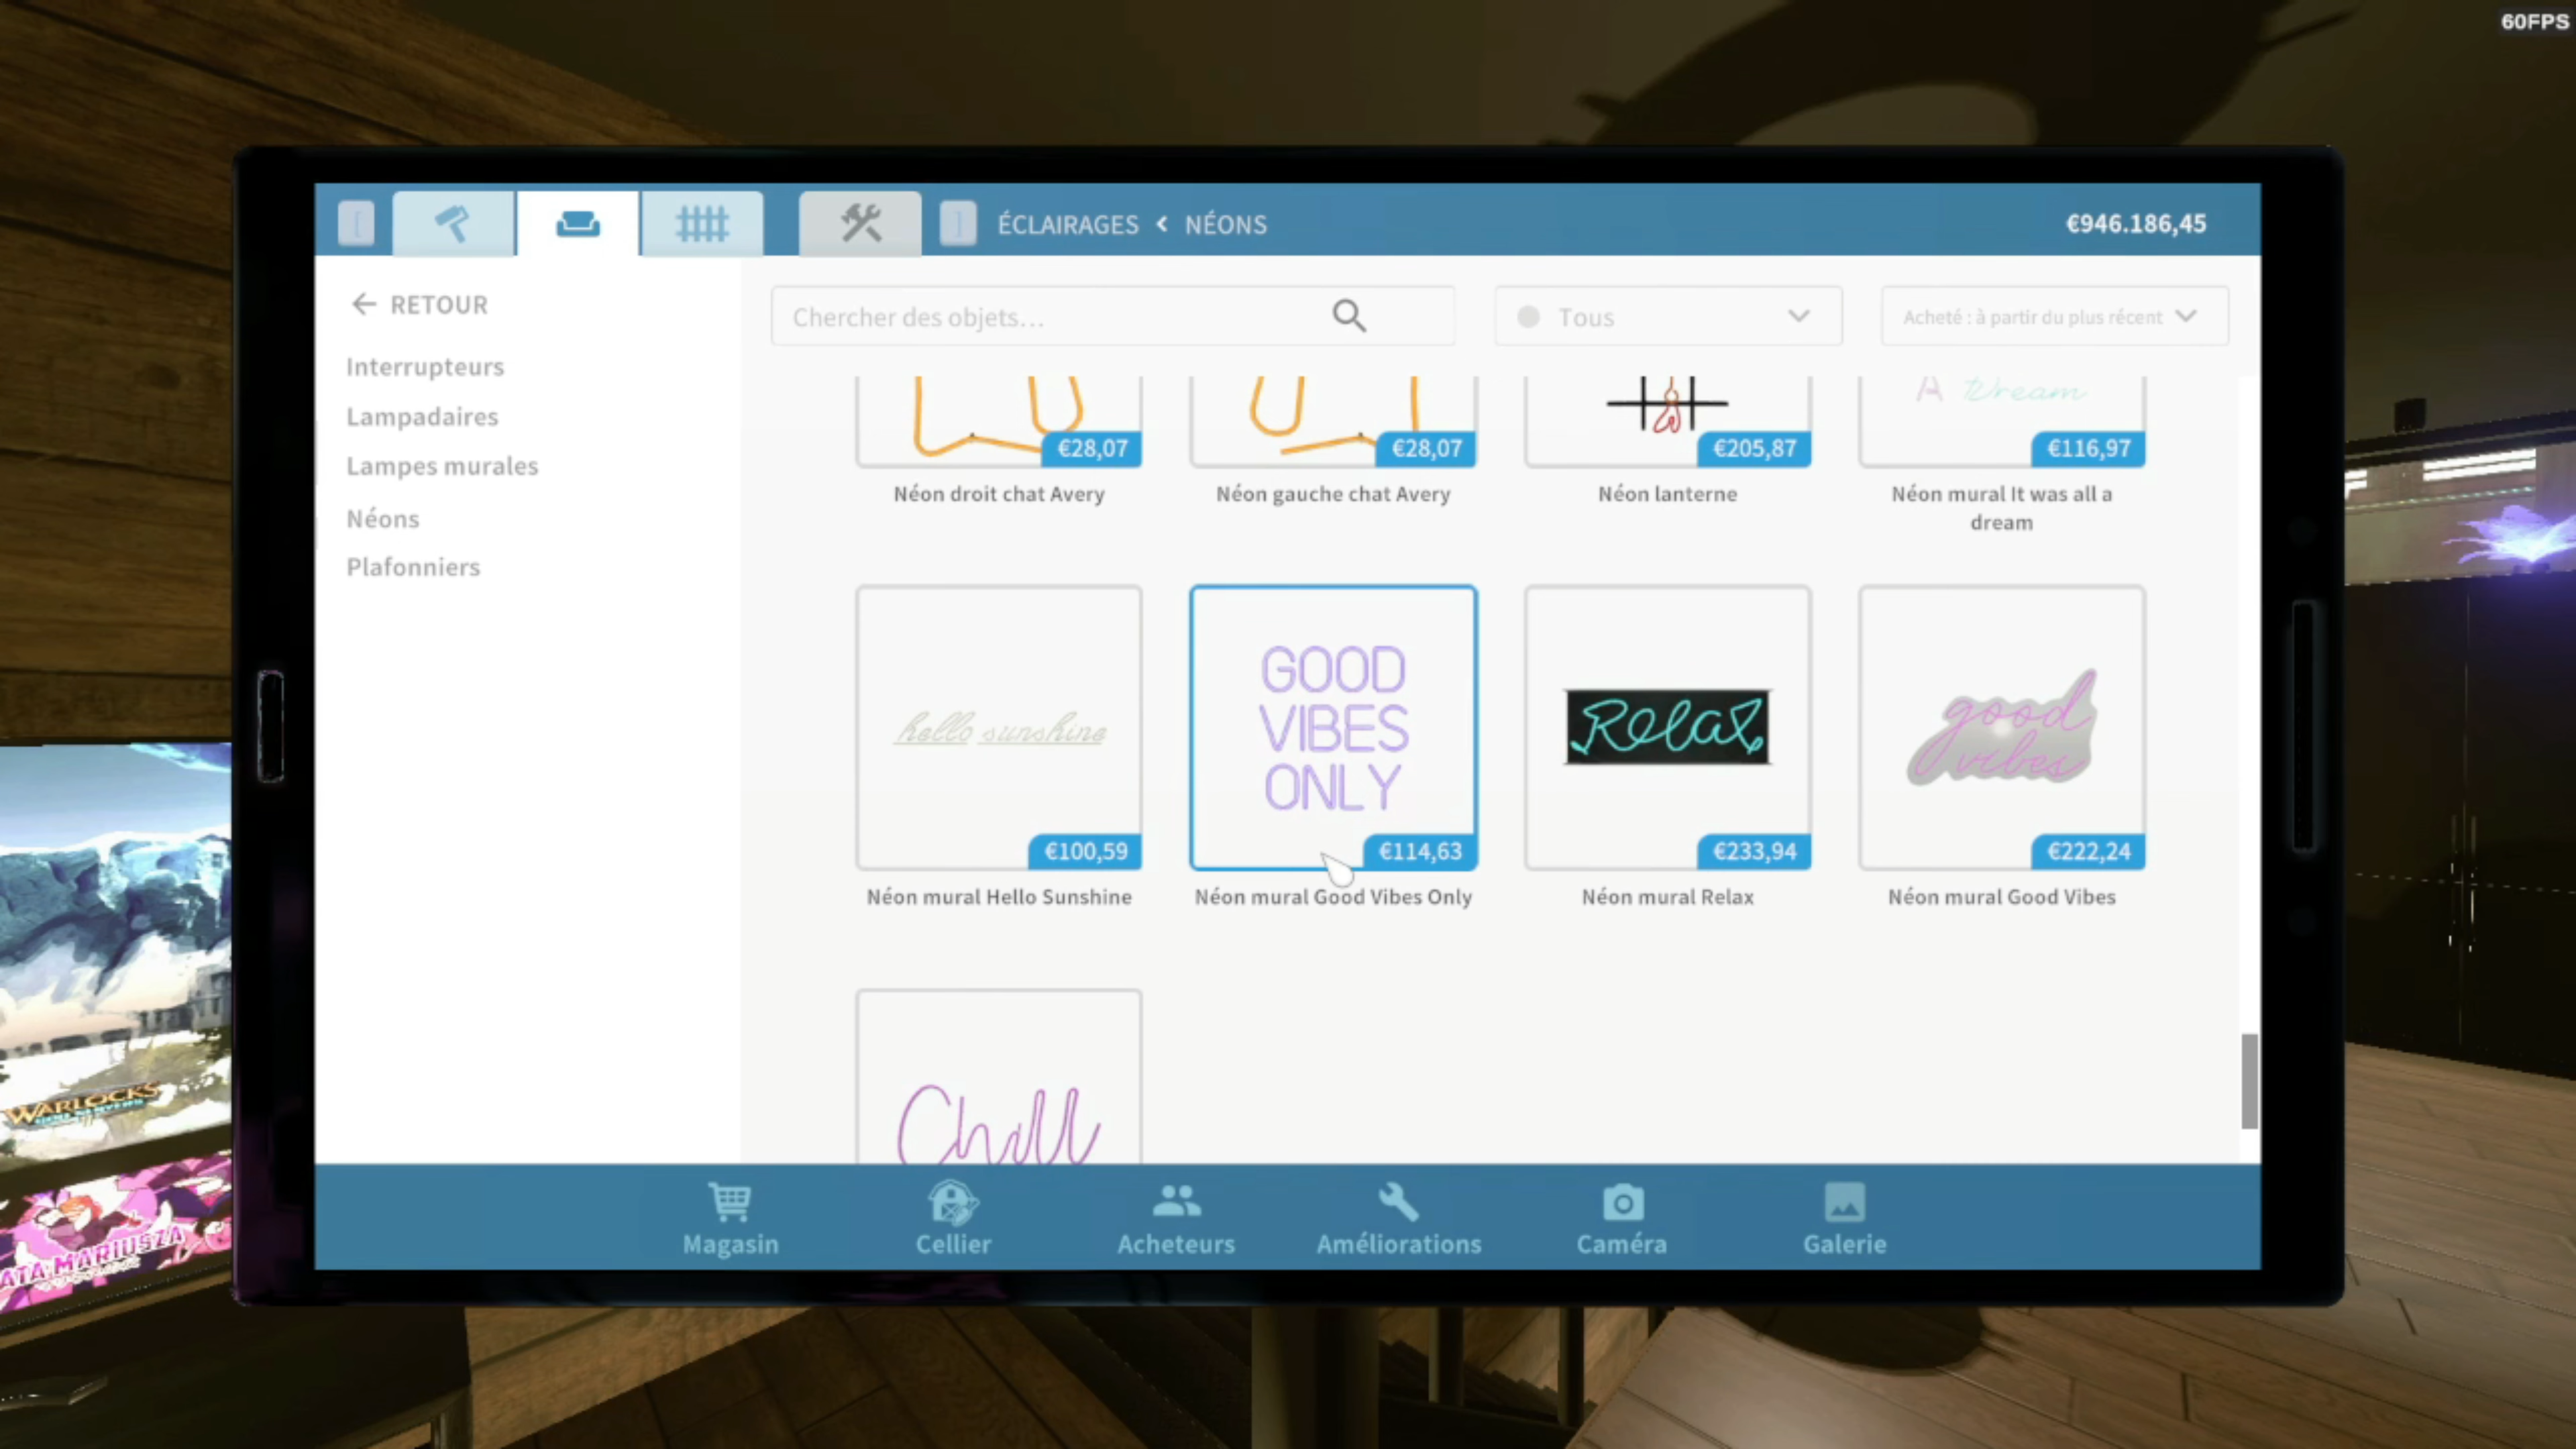 60FPS
[
]
ÉCLAIRAGES < NÉONS
€946.186,45
RETOUR
Interrupteurs
Lampadaires
Lampes murales
Néons
Plafonniers
Chercher des objets...
Tous
Acheté : à partir du plus récent
€28,07
€28,07
€205,87
A Dream
€116,97
Néon droit chat Avery
Néon gauche chat Avery
Néon lanterne
Néon mural It was all a
dream
hello sunshine
€100,59
GOOD
VIBES
ONLY
€114,63
Relax
€233,94
good
vibes
€222,24
Néon mural Hello Sunshine
Néon mural Good Vibes Only
Néon mural Relax
Néon mural Good Vibes
Chill
Magasin
Cellier
Acheteurs
Améliorations
Caméra
Galerie
WARLOCKS
ATA MARIUSZA